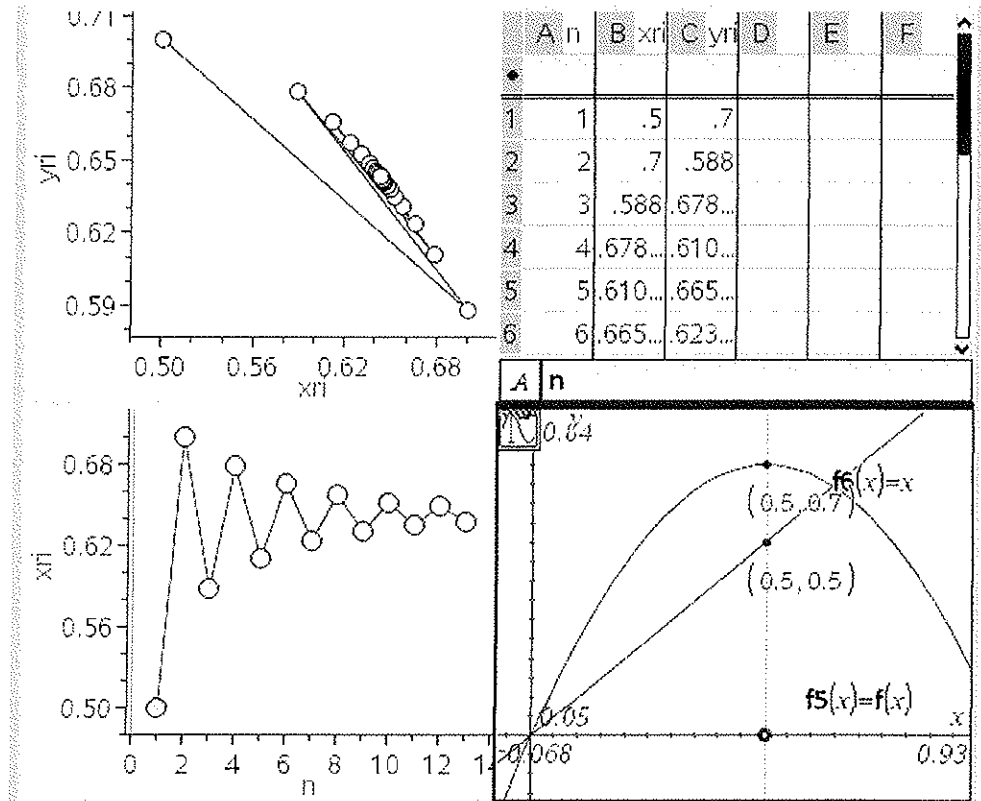 0.71
0.68
0.65
0.62
0.59
yri
0.50 0.56 0.62 0.68
xri
A n B xri C yri D E F
1 1 .5 .7
2 2 .7 .588
3 3 .588 .678...
4 4 .678... .610...
5 5 .610... .665...
6 6 .665... .623...
A n
0.68
0.62
0.56
0.50
xri
0 2 4 6 8 10 12 14
n
y
f6(x)=x
(0.5,0.7)
(0.5,0.5)
f5(x)=f(x)
0.05
x
-0.068 0.93